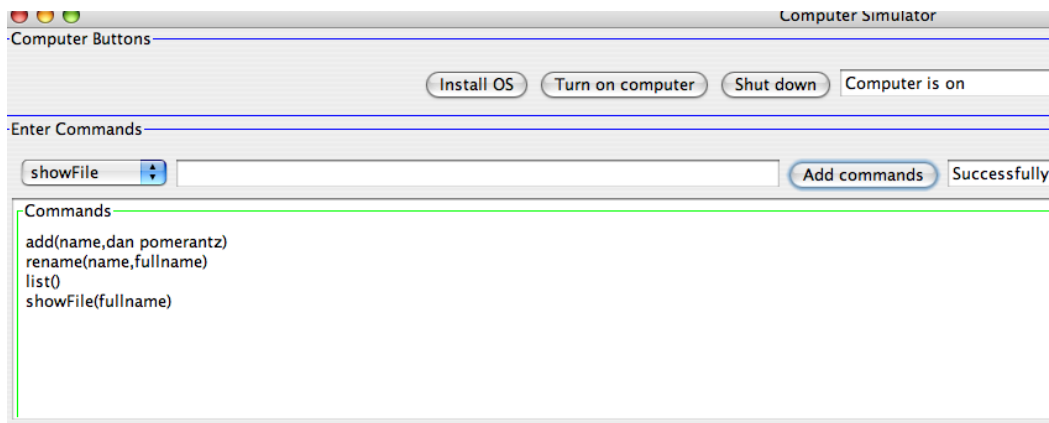 Computer Simulator
Computer Buttons
Install OS Turn on computer Shut down Computer is on
Enter Commands
showFile Add commands Successfully
Commands
add(name,dan pomerantz)
rename(name,fullname)
list()
showFile(fullname)